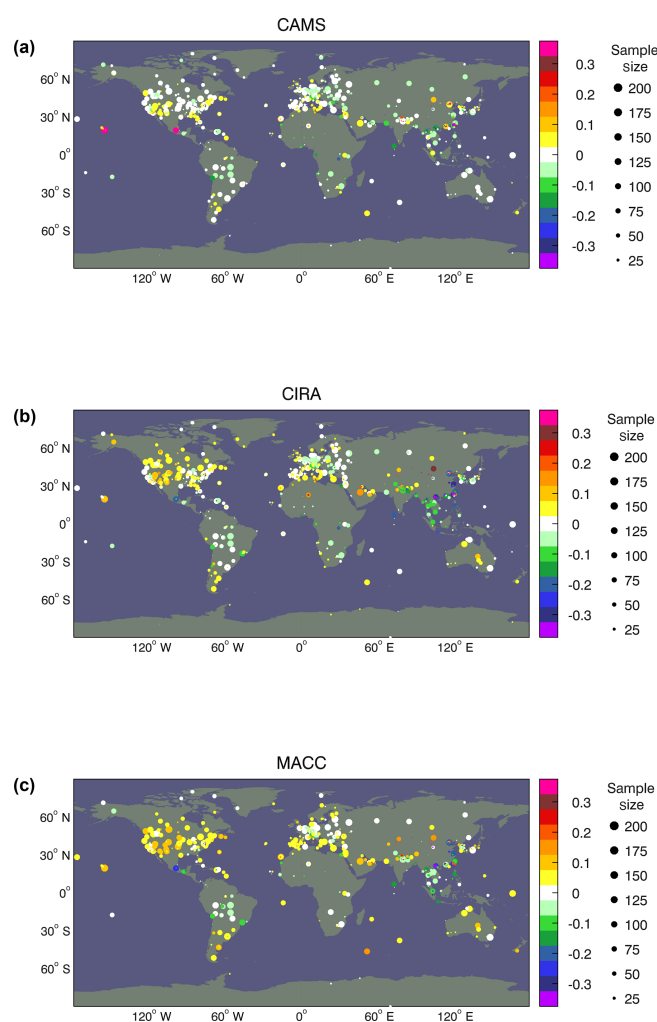 CAMS
(a)
60° N
30° N
0°
30° S
60° S
120° W
60° W
0°
60° E
120° E
0.3
0.2
0.1
0
-0.1
-0.2
-0.3
Sample
size
200
175
150
125
100
75
50
25
CIRA
(b)
60° N
30° N
0°
30° S
60° S
120° W
60° W
0°
60° E
120° E
0.3
0.2
0.1
0
-0.1
-0.2
-0.3
Sample
size
200
175
150
125
100
75
50
25
MACC
(c)
60° N
30° N
0°
30° S
60° S
120° W
60° W
0°
60° E
120° E
0.3
0.2
0.1
0
-0.1
-0.2
-0.3
Sample
size
200
175
150
125
100
75
50
25